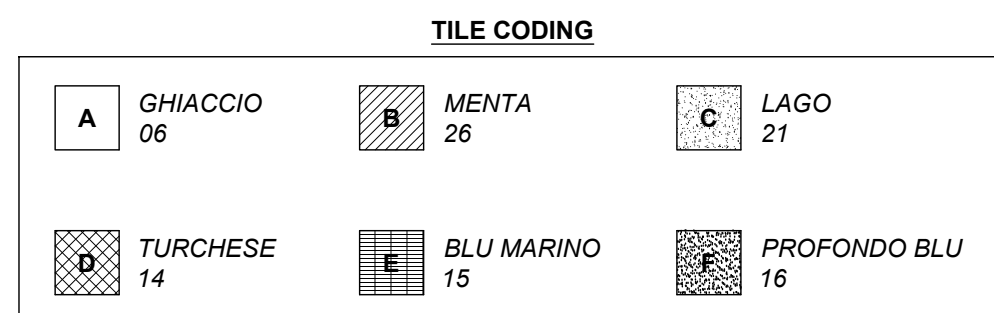 TILE CODING
A
GHIACCIO
06
B
MENTA
26
C
LAGO
21
D
TURCHESE
14
E
BLU MARINO
15
F
PROFONDO BLU
16